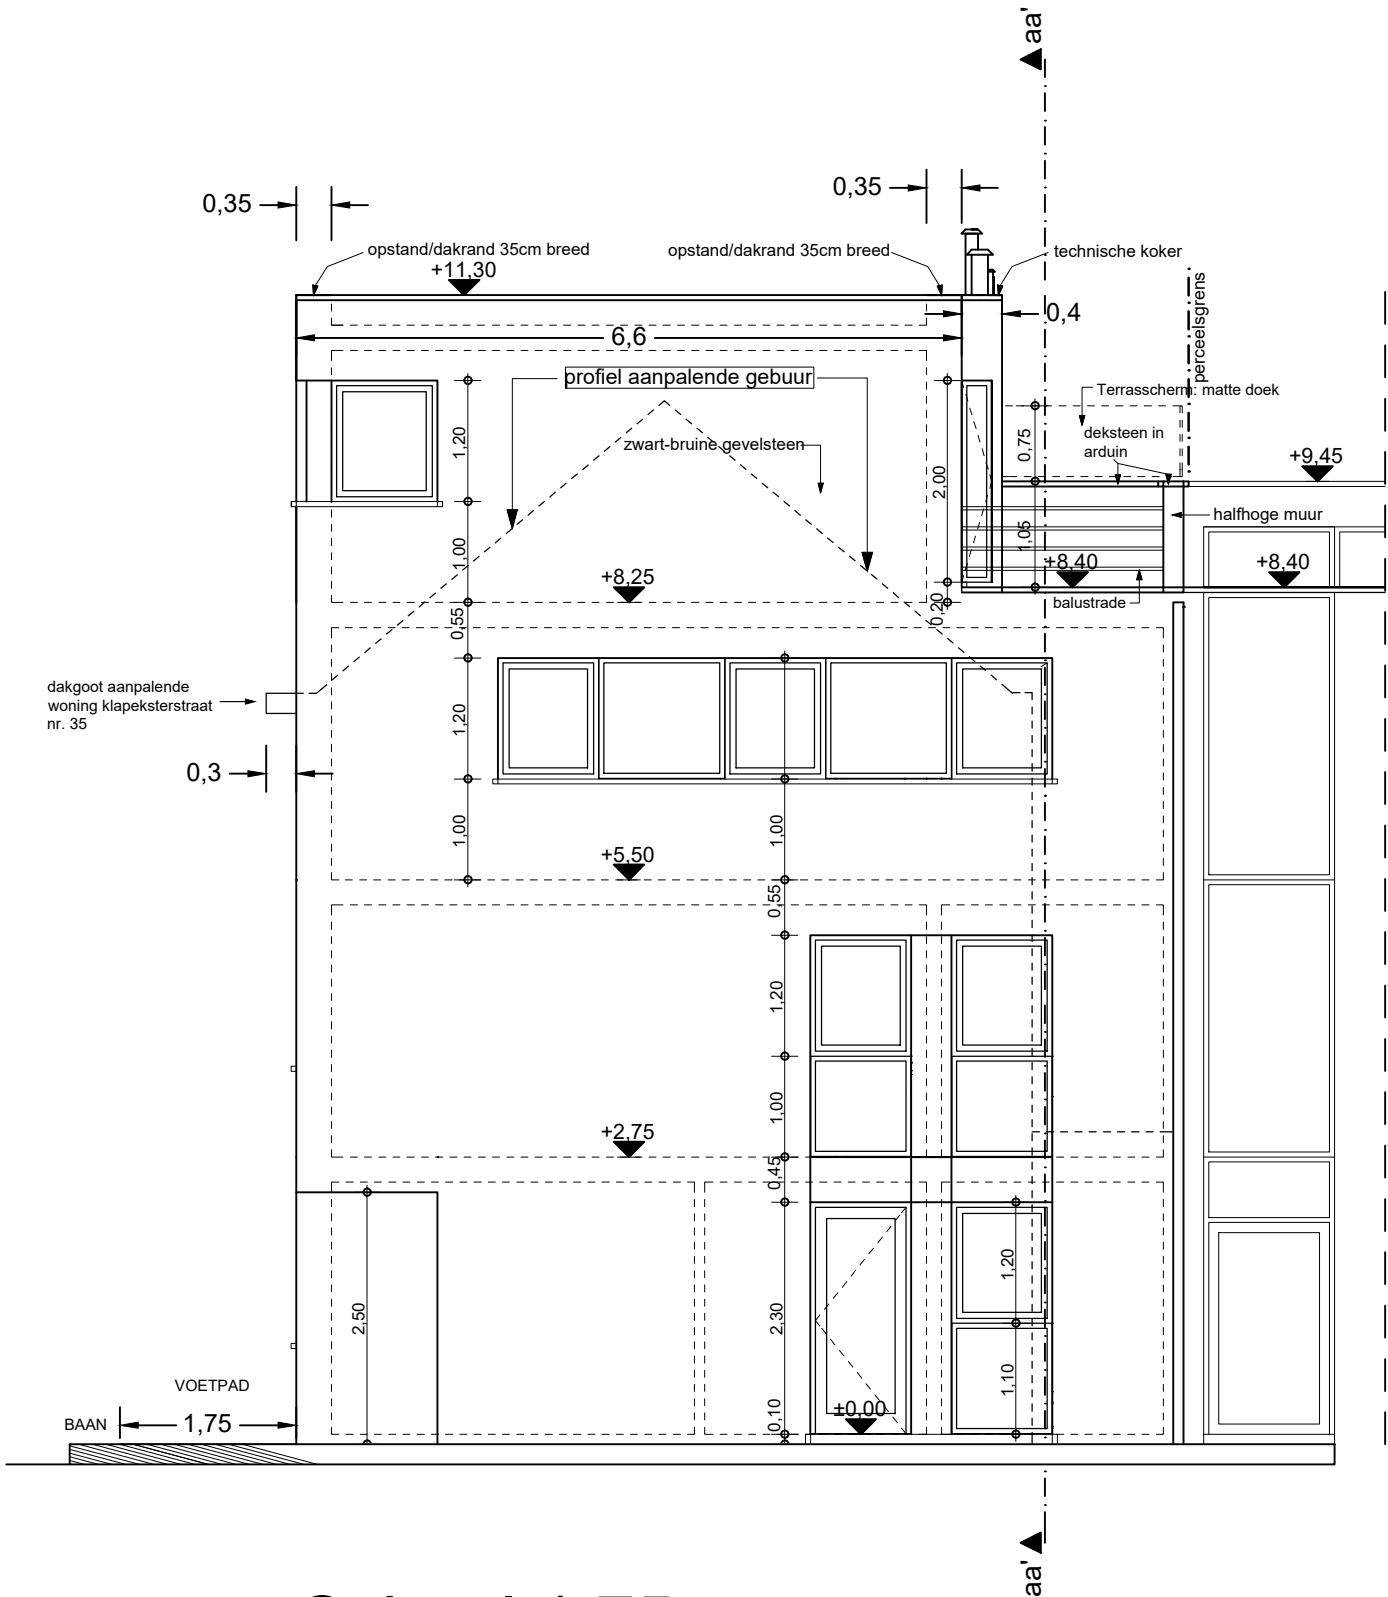 aa'
0,35
0,35
opstand/dakrand 35cm breed
opstand/dakrand 35cm breed
technische koker
+11,30
perceelsgrens
0,4
6,6
profiel aanpalende gebuur
Terrasscherm: matte doek
zwart-bruine gevelsteen
deksteen in
arduin
1,20
2,00
0,75
+9,45
halfhoge muur
1,00
1,05
+8,25
+8,40
+8,40
0,20
balustrade
0,55
dakgoot aanpalende
woning klapeksterstraat
nr. 35
1,20
0,3
1,00
1,00
+5,50
0,55
1,20
1,00
+2,75
0,45
1,20
2,50
2,30
1,10
VOETPAD
BAAN
1,75
0,10
±0,00
aa'